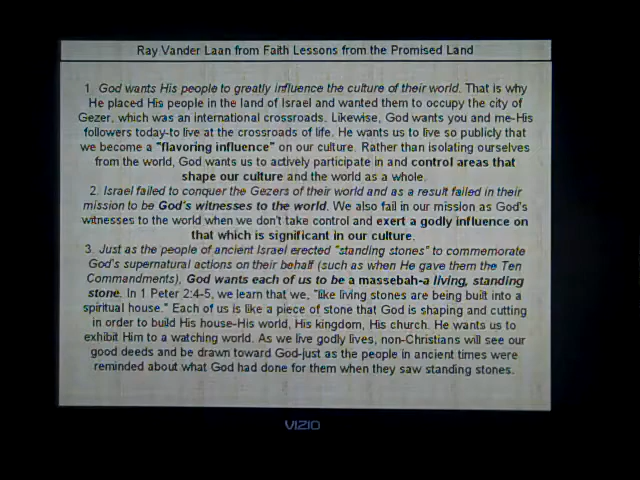 Ray Vander Laan from Faith Lessons from the Promised Land
1. God wants His people to greatly influence the culture of their world. That is why
He placed His people in the land of Israel and wanted them to occupy the city of
Gezer, which was an international crossroads. Likewise, God wants you and me-His
followers today-to live at the crossroads of life. He wants us to live so publicly that
we become a "flavoring influence" on our culture. Rather than isolating ourselves
from the world, God wants us to actively participate in and control areas that
shape our culture and the world as a whole.
2. Israel failed to conquer the Gezers of their world and as a result failed in their
mission to be God's witnesses to the world. We also fail in our mission as God's
witnesses to the world when we don't take control and exert a godly influence on
that which is significant in our culture.
3. Just as the people of ancient Israel erected "standing stones" to commemorate
God's supernatural actions on their behalf (such as when He gave them the Ten
Commandments), God wants each of us to be a massebah-a living, standing
stone. In 1 Peter 2:4-5, we learn that we, "like living stones are being built into a
spiritual house." Each of us is like a piece of stone that God is shaping and cutting
in order to build His house-His world, His kingdom, His church. He wants us to
exhibit Him to a watching world. As we live godly lives, non-Christians will see our
good deeds and be drawn toward God-just as the people in ancient times were
reminded about what God had done for them when they saw standing stones.
VIZIO